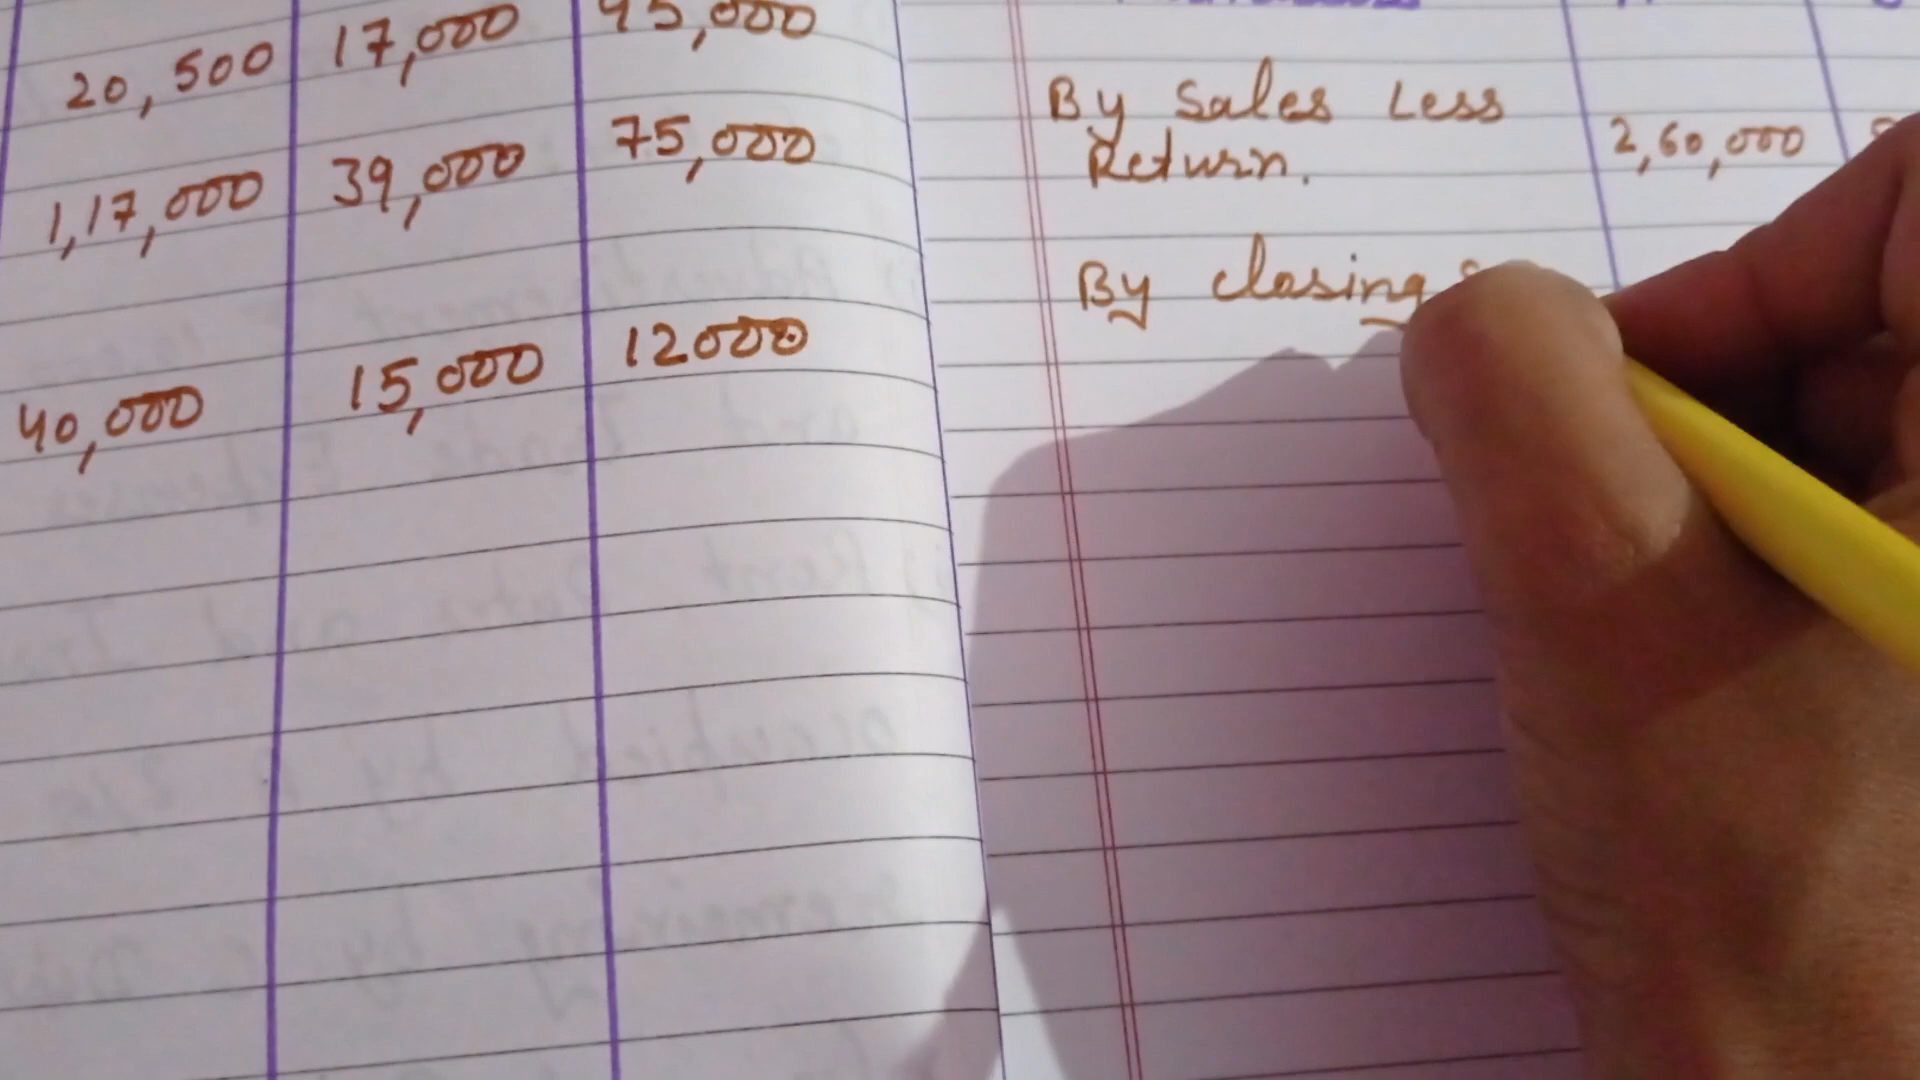 20,500 17,000
1,17,000 39,000 75,000
40,000 15,000 12000
By Sales Less
Return. 2,60,000
By closing